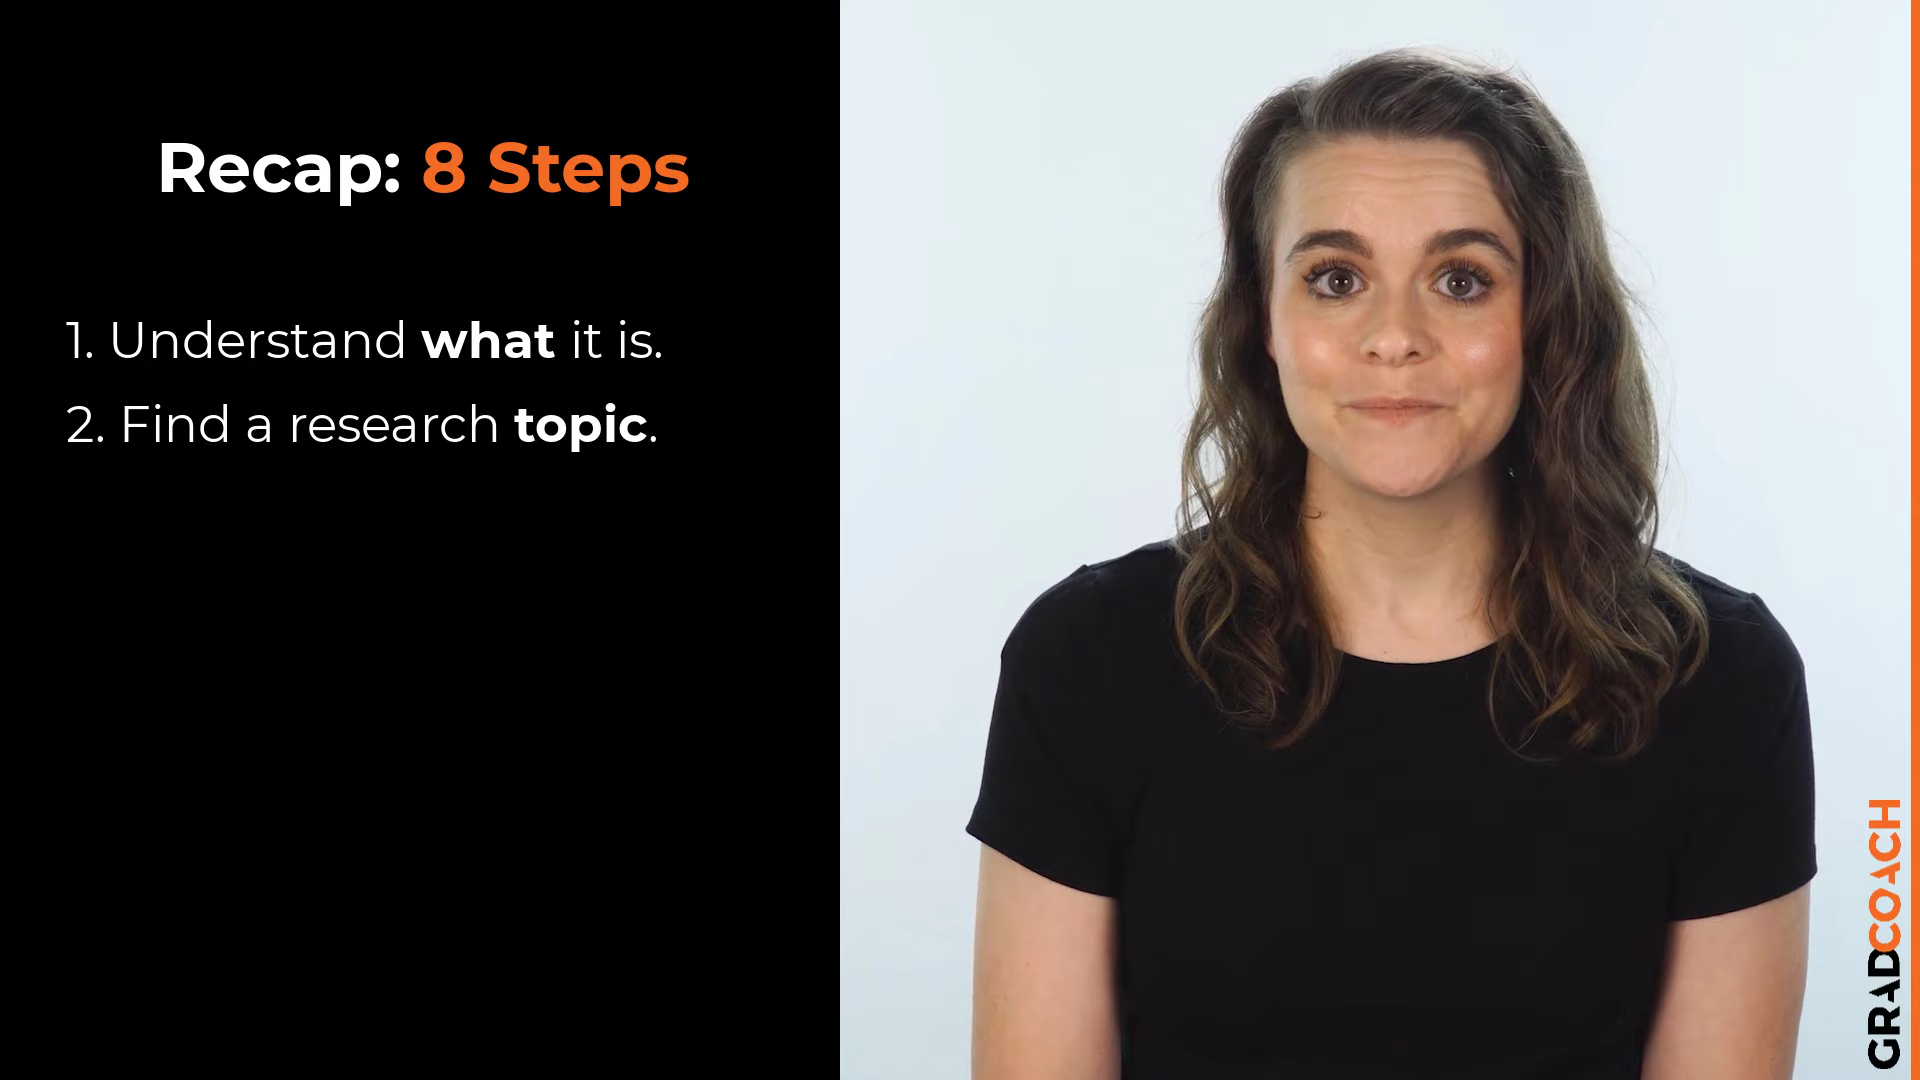 Recap: 8 Steps
1. Understand what it is.
2. Find a research topic.
GRADCOACH